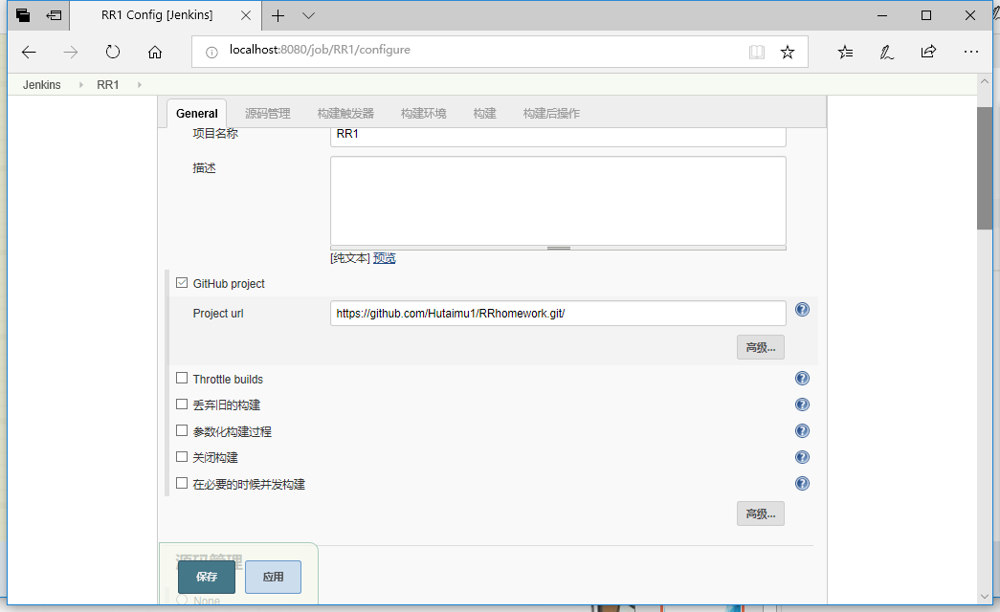 RR1 Config [Jenkins]
localhost:8080/job/RR1/configure
Jenkins RR1
General 源码管理 构建触发器 构建环境 构建 构建后操作
项目名称 RR1
描述
[纯文本] 预览
GitHub project
Project url https://github.com/Hutaimu1/RRhomework.git/
高级...
Throttle builds
丢弃旧的构建
参数化构建过程
关闭构建
在必要的时候并发构建
高级...
源码管理
保存 应用
None